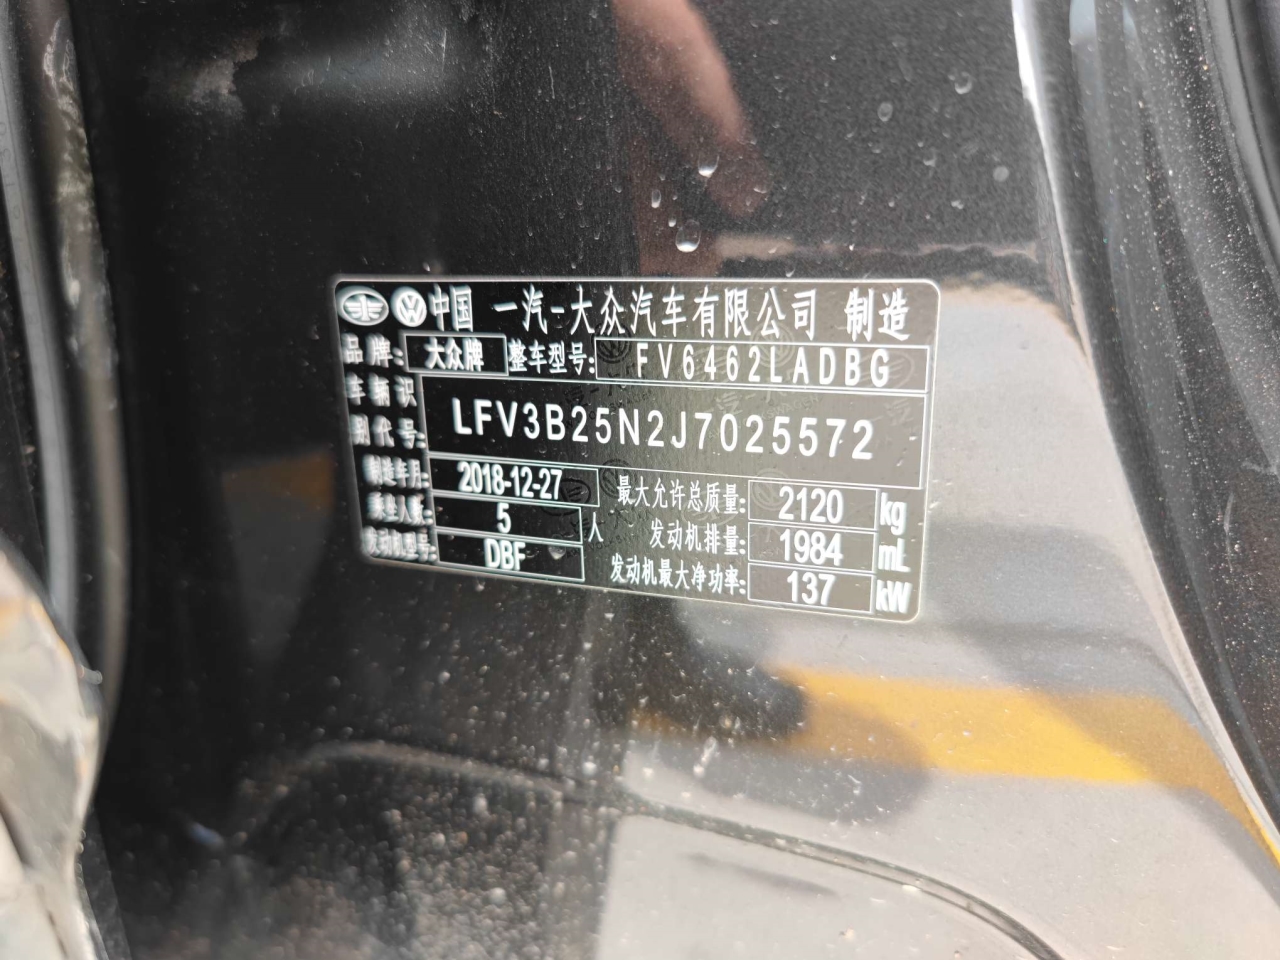 中国 一汽-大众汽车有限公司 制造
品牌: 大众牌 整车型号: FV6462LADBG
车辆识别代号: LFV3B25N2J7025572
制造年月: 2018-12-27 最大允许总质量: 2120 kg
乘坐人数: 5 人 发动机排量: 1984 mL
发动机型号: DBF 发动机最大净功率: 137 kW